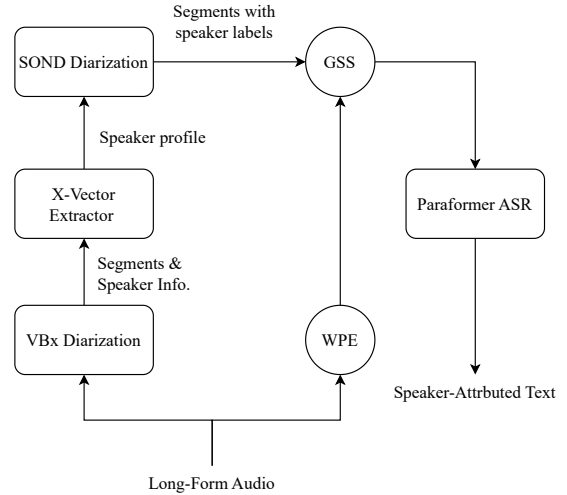 Segments with
speaker labels
SOND Diarization
GSS
Speaker profile
X-Vector
Extractor
Paraformer ASR
Segments &
Speaker Info.
VBx Diarization
WPE
Speaker-Attrbuted Text
Long-Form Audio